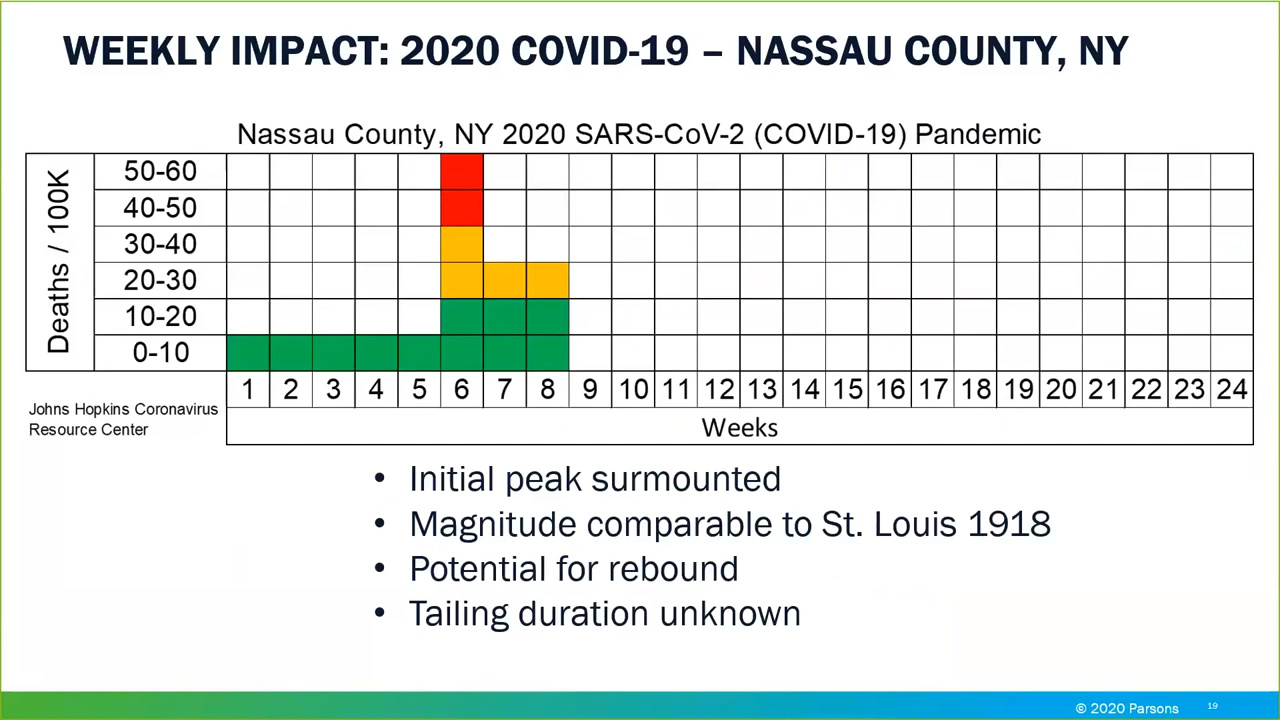 WEEKLY IMPACT: 2020 COVID-19 – NASSAU COUNTY, NY
Nassau County, NY 2020 SARS-CoV-2 (COVID-19) Pandemic
Deaths / 100K
50-60
40-50
30-40
20-30
10-20
0-10
1 2 3 4 5 6 7 8 9 10 11 12 13 14 15 16 17 18 19 20 21 22 23 24
Johns Hopkins Coronavirus
Resource Center
Weeks
• Initial peak surmounted
• Magnitude comparable to St. Louis 1918
• Potential for rebound
• Tailing duration unknown
© 2020 Parsons 19